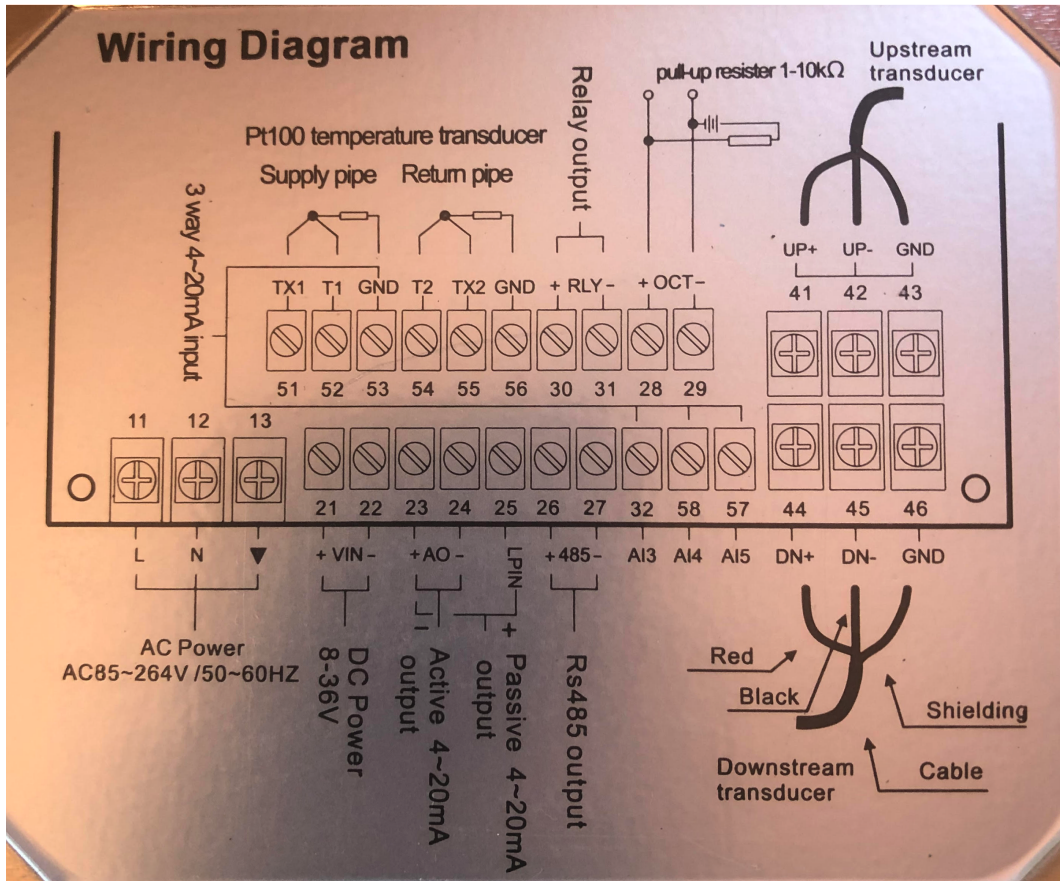 Wiring Diagram
Upstream
transducer
pull-up resister 1-10kΩ
Relay output
Pt100 temperature transducer
Supply pipe Return pipe
3 way 4~20mA input
UP+ UP- GND
TX1 T1 GND T2 TX2 GND + RLY - + OCT -
41 42 43
51 52 53 54 55 56 30 31 28 29
11 12 13
21 22 23 24 25 26 27 32 58 57 44 45 46
L N ▼ + VIN - + AO - LPIN + 485 - AI3 AI4 AI5 DN+ DN- GND
AC Power
AC85~264V /50~60HZ
DC Power
8-36V
+ -
Active 4~20mA
output
- +
Passive 4~20mA
output
Rs485 output
Red
Black
Shielding
Downstream
transducer
Cable